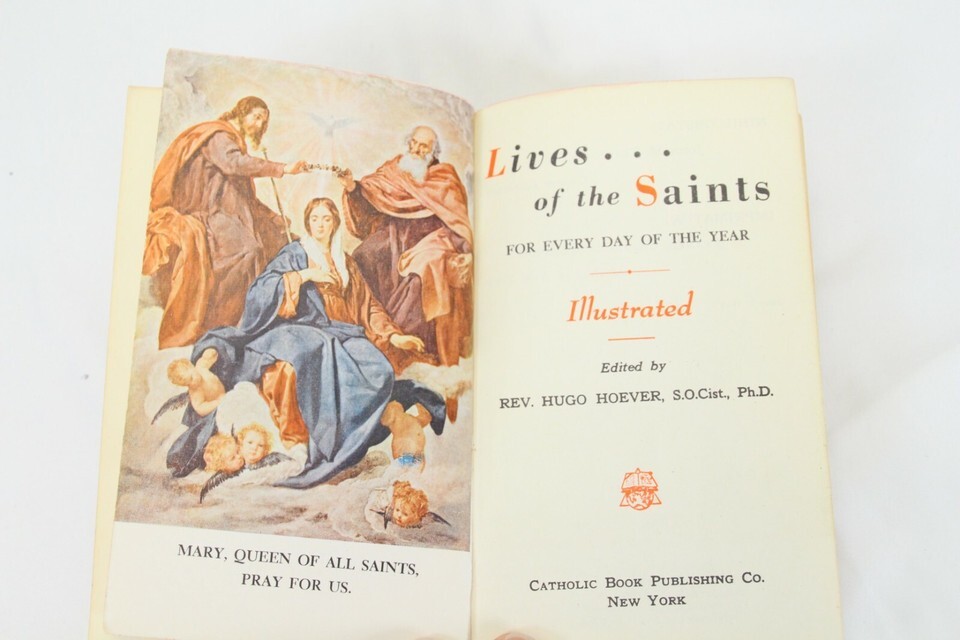 MARY, QUEEN OF ALL SAINTS,
PRAY FOR US.
Lives . . .
of the Saints
FOR EVERY DAY OF THE YEAR
Illustrated
Edited by
REV. HUGO HOEVER, S.O.Cist., Ph.D.
CATHOLIC BOOK PUBLISHING CO.
NEW YORK